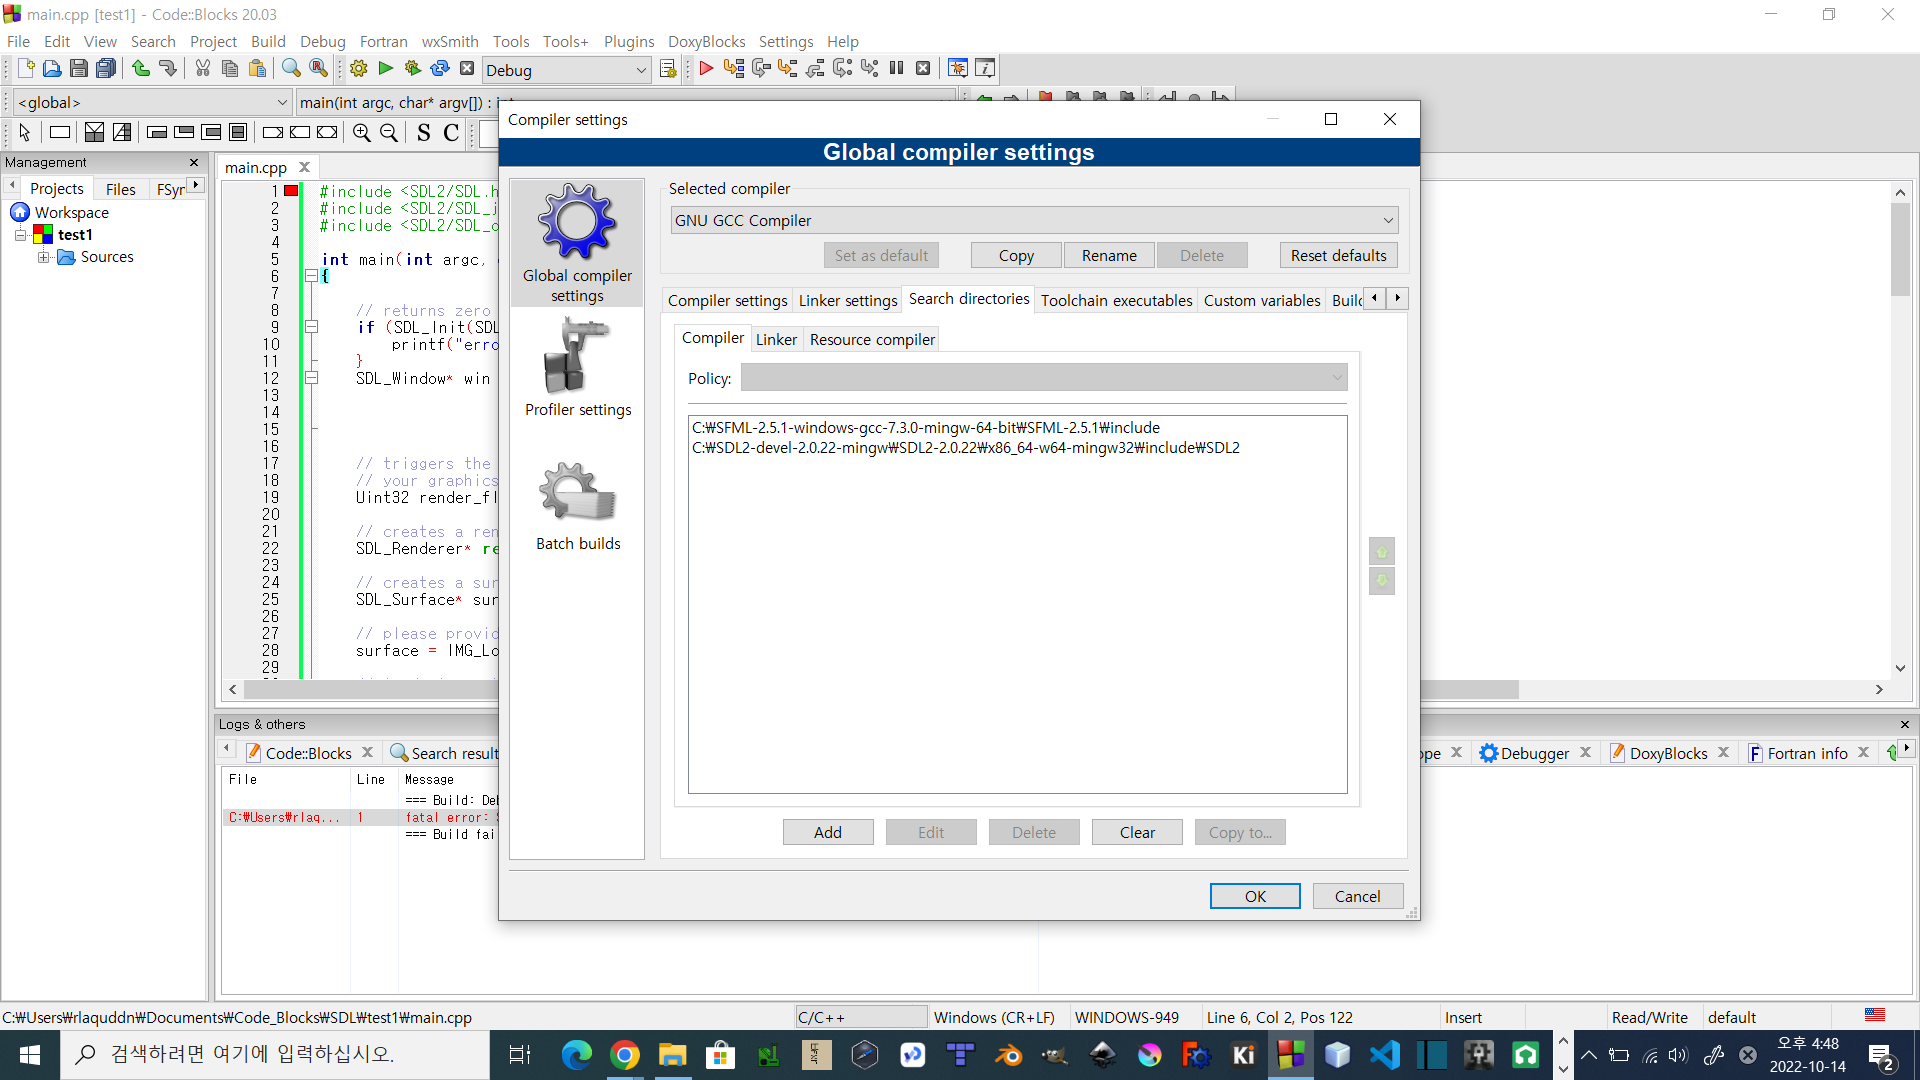 main.cpp [test1] - Code::Blocks 20.03
File Edit View Search Project Build Debug Fortran wxSmith Tools Tools+ Plugins DoxyBlocks Settings Help
Debug
<global>
main(int argc, char* argv[]) : int
S C
Management
Projects Files FSyr
Workspace
test1
Sources
main.cpp
1 #include <SDL2/SDL.h
2 #include <SDL2/SDL_
3 #include <SDL2/SDL_
4
5 int main(int argc,
6 {
7
8 // returns zero
9 if (SDL_Init(SDL
10 printf("erro
11 }
12 SDL_Window* win
13
14
15
16
17 // triggers the
18 // your graphics
19 Uint32 render_fl
20
21 // creates a ren
22 SDL_Renderer* re
23
24 // creates a sur
25 SDL_Surface* sur
26
27 // please provid
28 surface = IMG_Lo
29
Compiler settings
Global compiler settings
Global compiler
settings
Profiler settings
Batch builds
Selected compiler
GNU GCC Compiler
Set as default Copy Rename Delete Reset defaults
Compiler settings Linker settings Search directories Toolchain executables Custom variables Build
Compiler Linker Resource compiler
Policy:
C:₩SFML-2.5.1-windows-gcc-7.3.0-mingw-64-bit₩SFML-2.5.1₩include
C:₩SDL2-devel-2.0.22-mingw₩SDL2-2.0.22₩x86_64-w64-mingw32₩include₩SDL2
Add Edit Delete Clear Copy to...
OK Cancel
Logs & others
Code::Blocks Search result ope Debugger DoxyBlocks Fortran info
File Line Message
=== Build: Deb
C:₩Users₩rlaq... 1 fatal error: S
=== Build fai
C:₩Users₩rlaquddn₩Documents₩Code_Blocks₩SDL₩test1₩main.cpp C/C++ Windows (CR+LF) WINDOWS-949 Line 6, Col 2, Pos 122 Insert Read/Write default
검색하려면 여기에 입력하십시오.
Ki
오후 4:48
2022-10-14
2